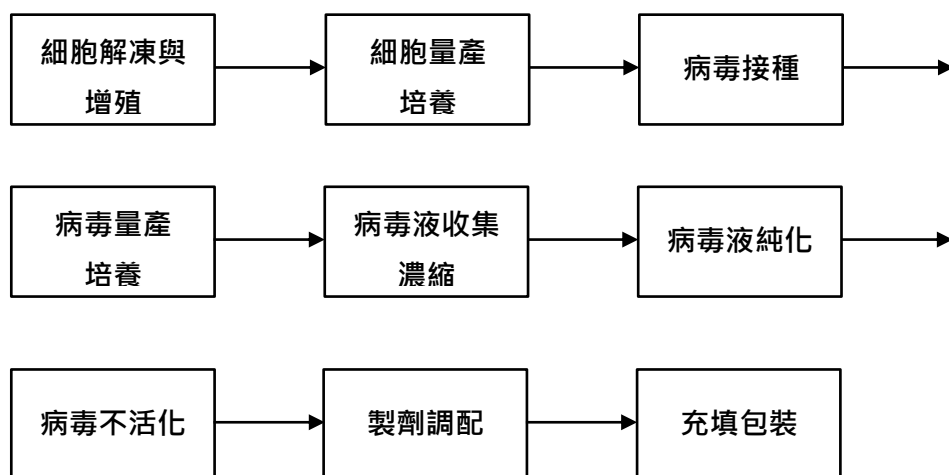 細胞解凍與
增殖
細胞量產
培養
病毒接種
病毒量產
培養
病毒液收集
濃縮
病毒液純化
病毒不活化
製劑調配
充填包裝